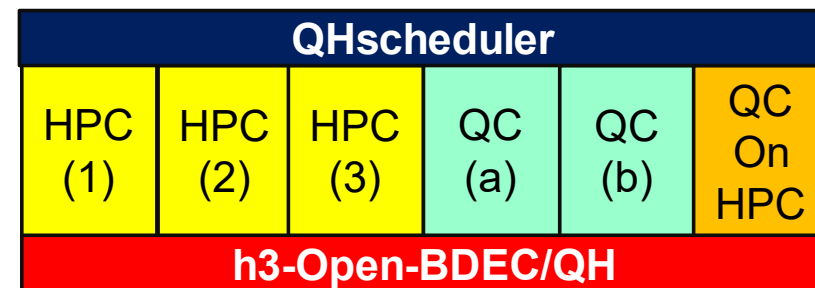 QHscheduler
HPC
(1)
HPC
(2)
HPC
(3)
QC
(a)
QC
(b)
QC
On
HPC
h3-Open-BDEC/QH